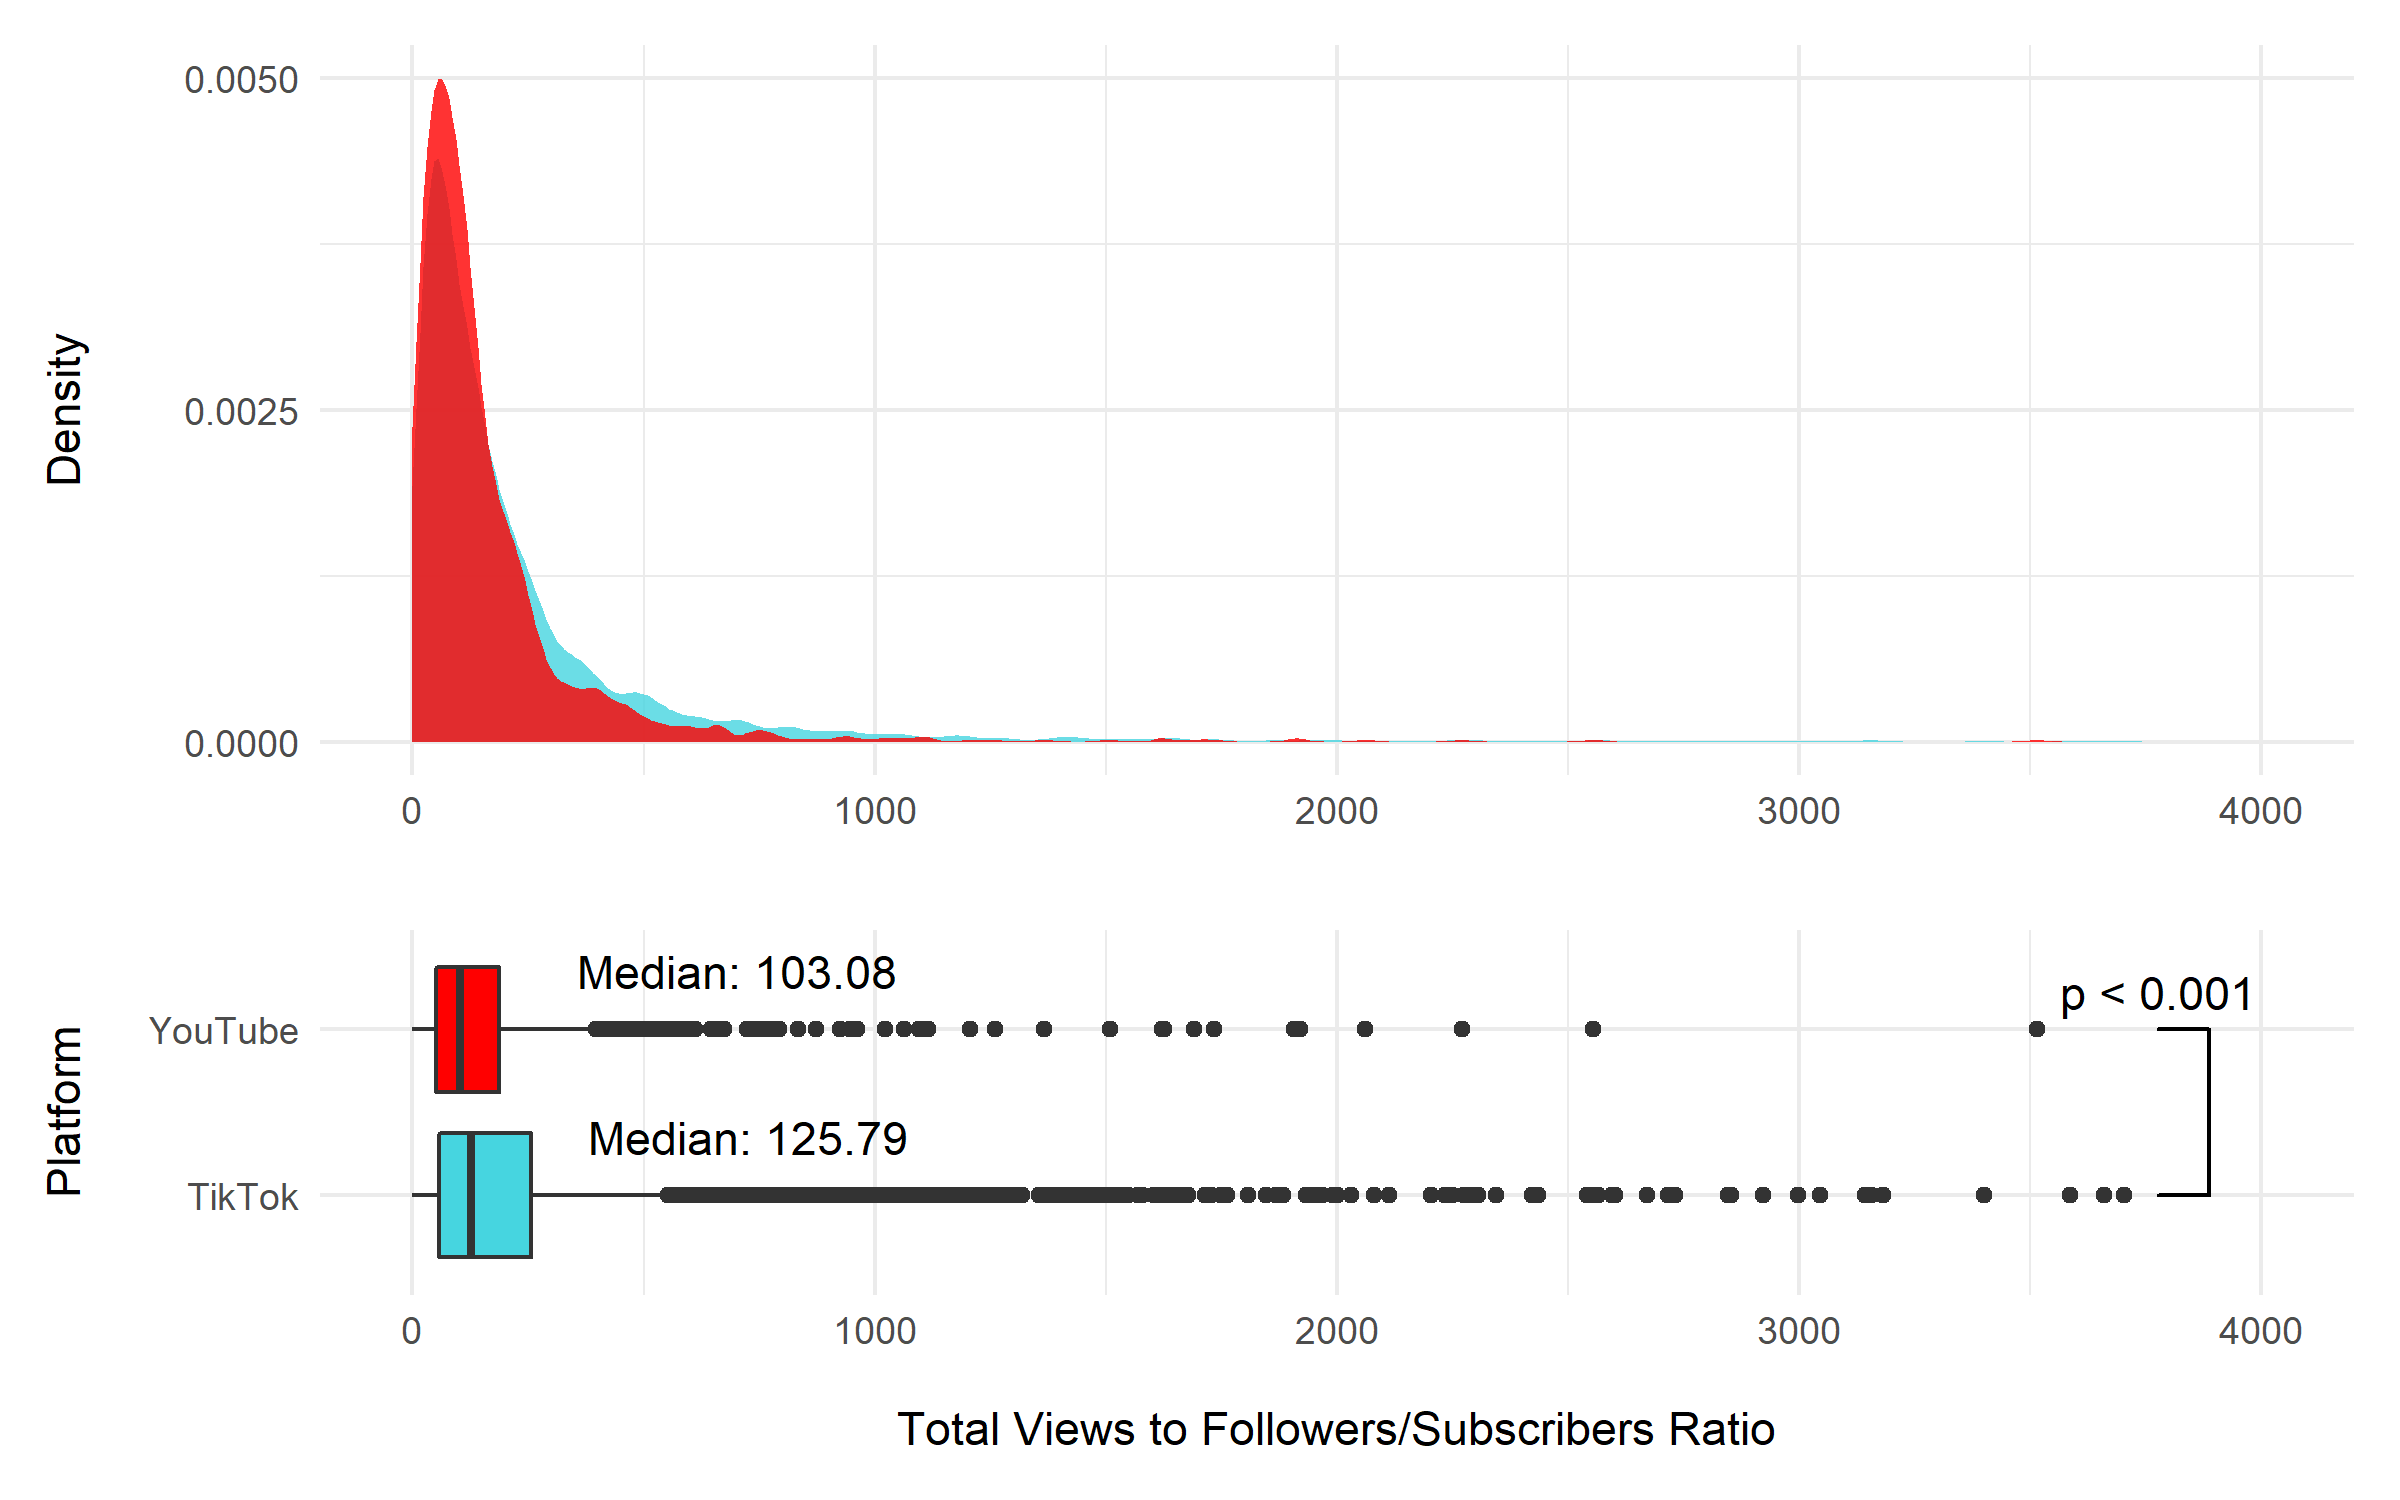 Density
0.0050
0.0025
0.0000
0 1000 2000 3000 4000
Platform
YouTube
TikTok
Median: 103.08
p < 0.001
Median: 125.79
0 1000 2000 3000 4000
Total Views to Followers/Subscribers Ratio